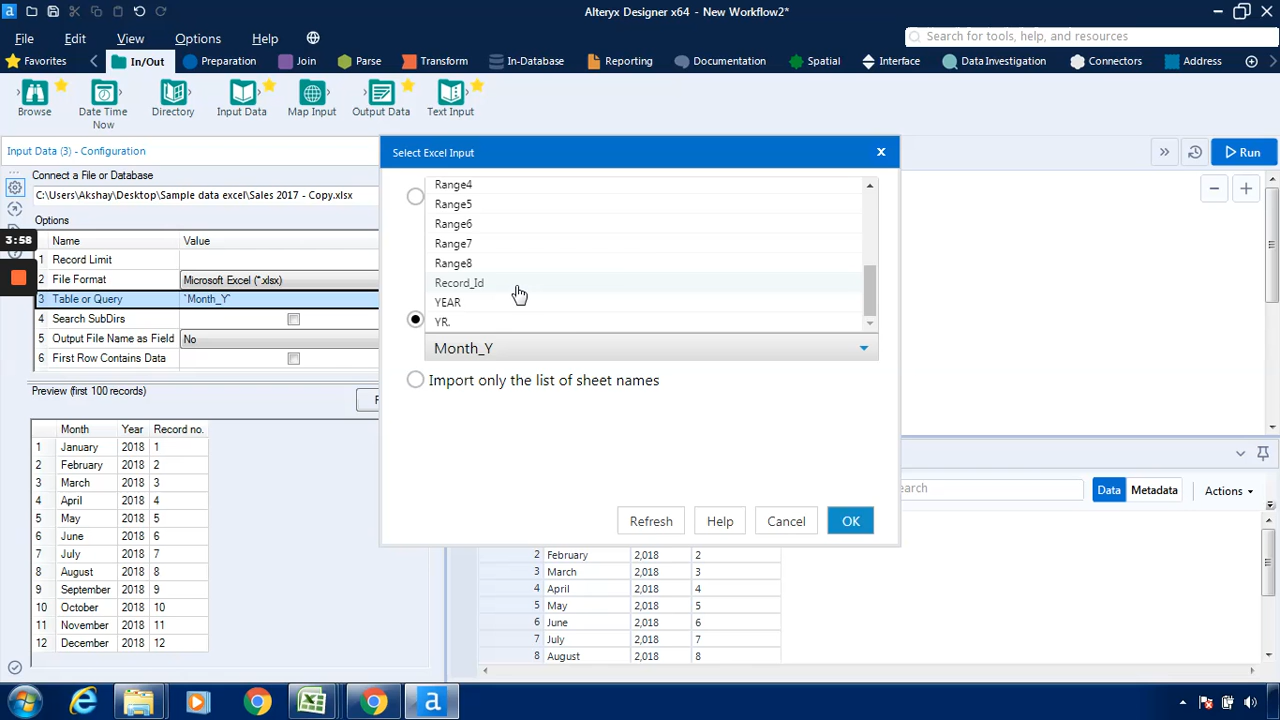 a Alteryx Designer x64 - New Workflow2*
File Edit View Options Help
Search for tools, help, and resources
Favorites In/Out Preparation Join Parse Transform In-Database Reporting Documentation Spatial Interface Data Investigation Connectors Address
Browse Date Time Now Directory Input Data Map Input Output Data Text Input
Input Data (3) - Configuration
Run
Connect a File or Database
C:\Users\Akshay\Desktop\Sample data excel\Sales 2017 - Copy.xlsx
Options
3:58
Name Value
1 Record Limit
2 File Format Microsoft Excel (*.xlsx)
3 Table or Query `Month_Y`
4 Search SubDirs
5 Output File Name as Field No
6 First Row Contains Data
Preview (first 100 records)
Month Year Record no.
1 January 2018 1
2 February 2018 2
3 March 2018 3
4 April 2018 4
5 May 2018 5
6 June 2018 6
7 July 2018 7
8 August 2018 8
9 September 2018 9
10 October 2018 10
11 November 2018 11
12 December 2018 12
Select Excel Input X
Range4
Range5
Range6
Range7
Range8
Record_Id
YEAR
YR.
Month_Y
Import only the list of sheet names
Refresh Help Cancel OK
earch Data Metadata Actions
2 February 2,018 2
3 March 2,018 3
4 April 2,018 4
5 May 2,018 5
6 June 2,018 6
7 July 2,018 7
8 August 2,018 8
a